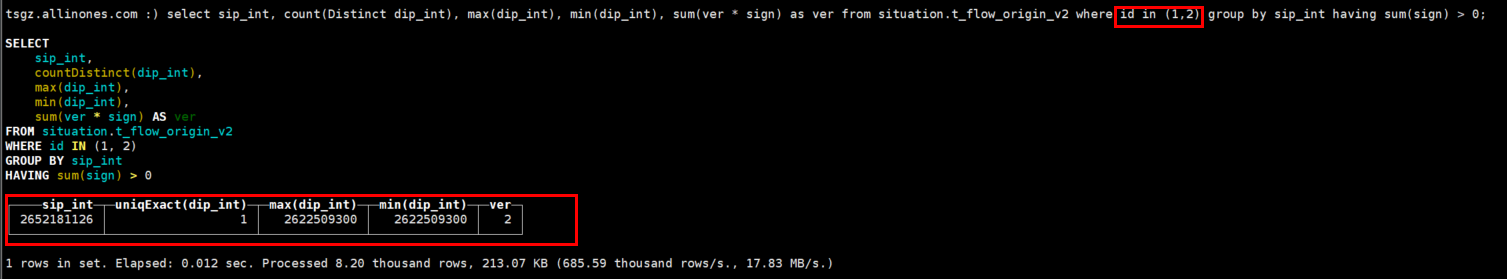 tsgz.allinones.com :) select sip_int, count(Distinct dip_int), max(dip_int), min(dip_int), sum(ver * sign) as ver from situation.t_flow_origin_v2 where id in (1,2) group by sip_int having sum(sign) > 0;
SELECT
sip_int,
countDistinct(dip_int),
max(dip_int),
min(dip_int),
sum(ver * sign) AS ver
FROM situation.t_flow_origin_v2
WHERE id IN (1, 2)
GROUP BY sip_int
HAVING sum(sign) > 0
sip_int uniqExact(dip_int) max(dip_int) min(dip_int) ver
2652181126 1 2622509300 2622509300 2
1 rows in set. Elapsed: 0.012 sec. Processed 8.20 thousand rows, 213.07 KB (685.59 thousand rows/s., 17.83 MB/s.)